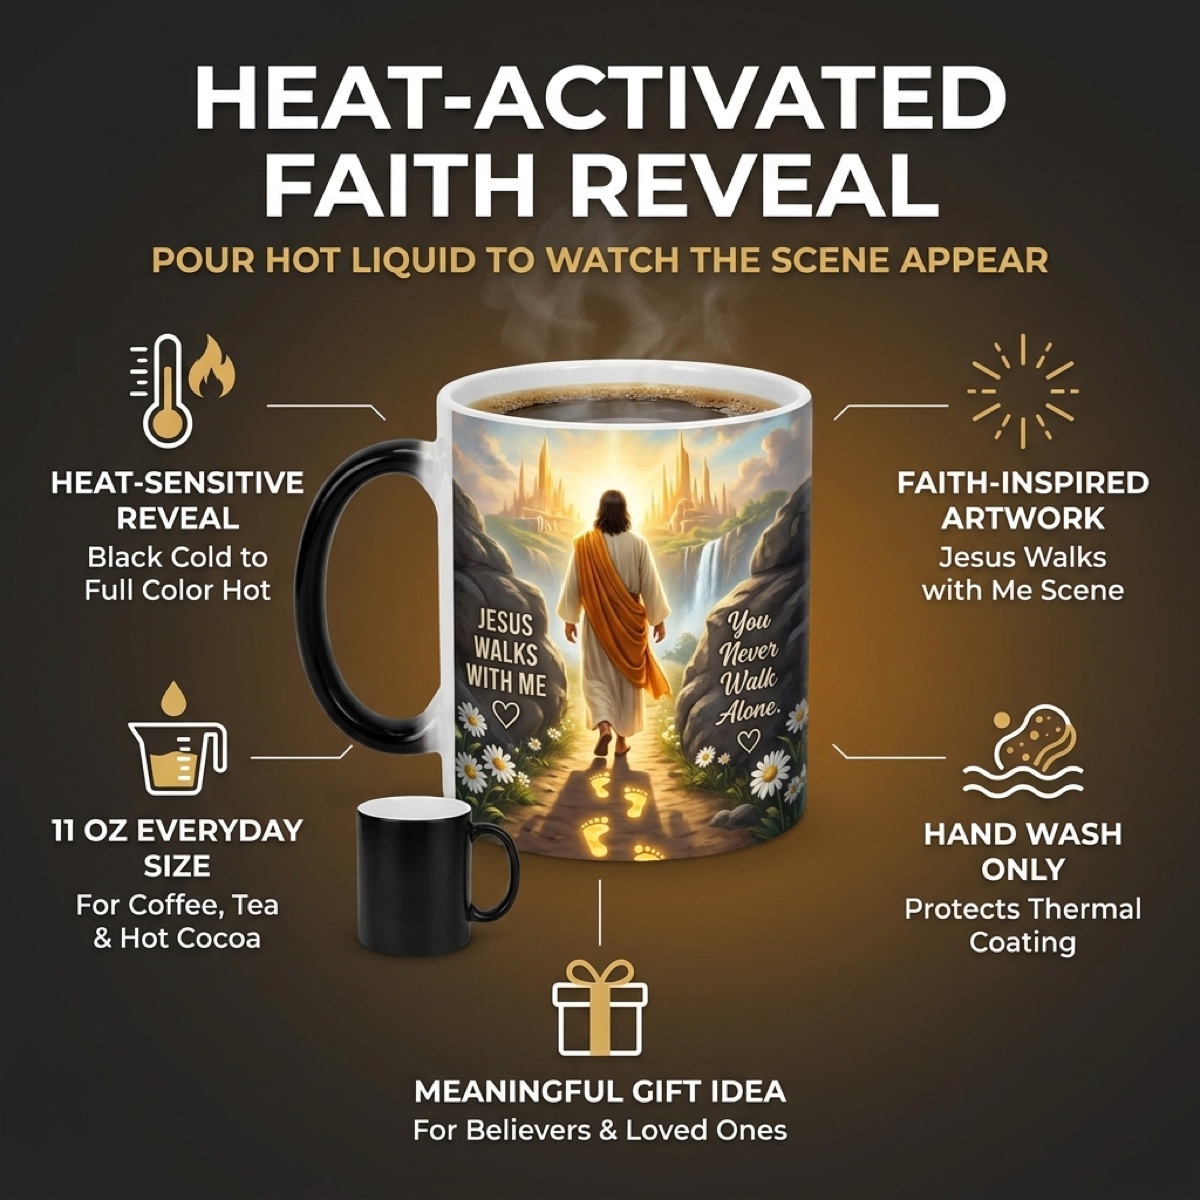 HEAT-ACTIVATED
FAITH REVEAL
POUR HOT LIQUID TO WATCH THE SCENE APPEAR
HEAT-SENSITIVE
REVEAL
Black Cold to
Full Color Hot
FAITH-INSPIRED
ARTWORK
Jesus Walks
with Me Scene
JESUS
WALKS
WITH ME
You
Never
Walk
Alone.
11 OZ EVERYDAY
SIZE
For Coffee, Tea
& Hot Cocoa
HAND WASH
ONLY
Protects Thermal
Coating
MEANINGFUL GIFT IDEA
For Believers & Loved Ones